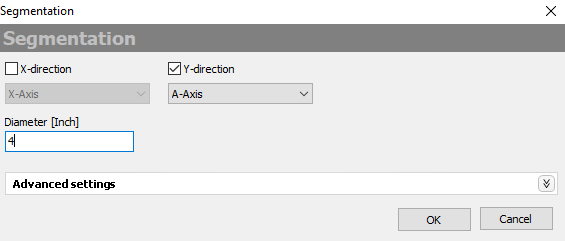 Segmentation
Segmentation
X-direction
Y-direction
X-Axis
A-Axis
Diameter [Inch]
4
Advanced settings
OK
Cancel